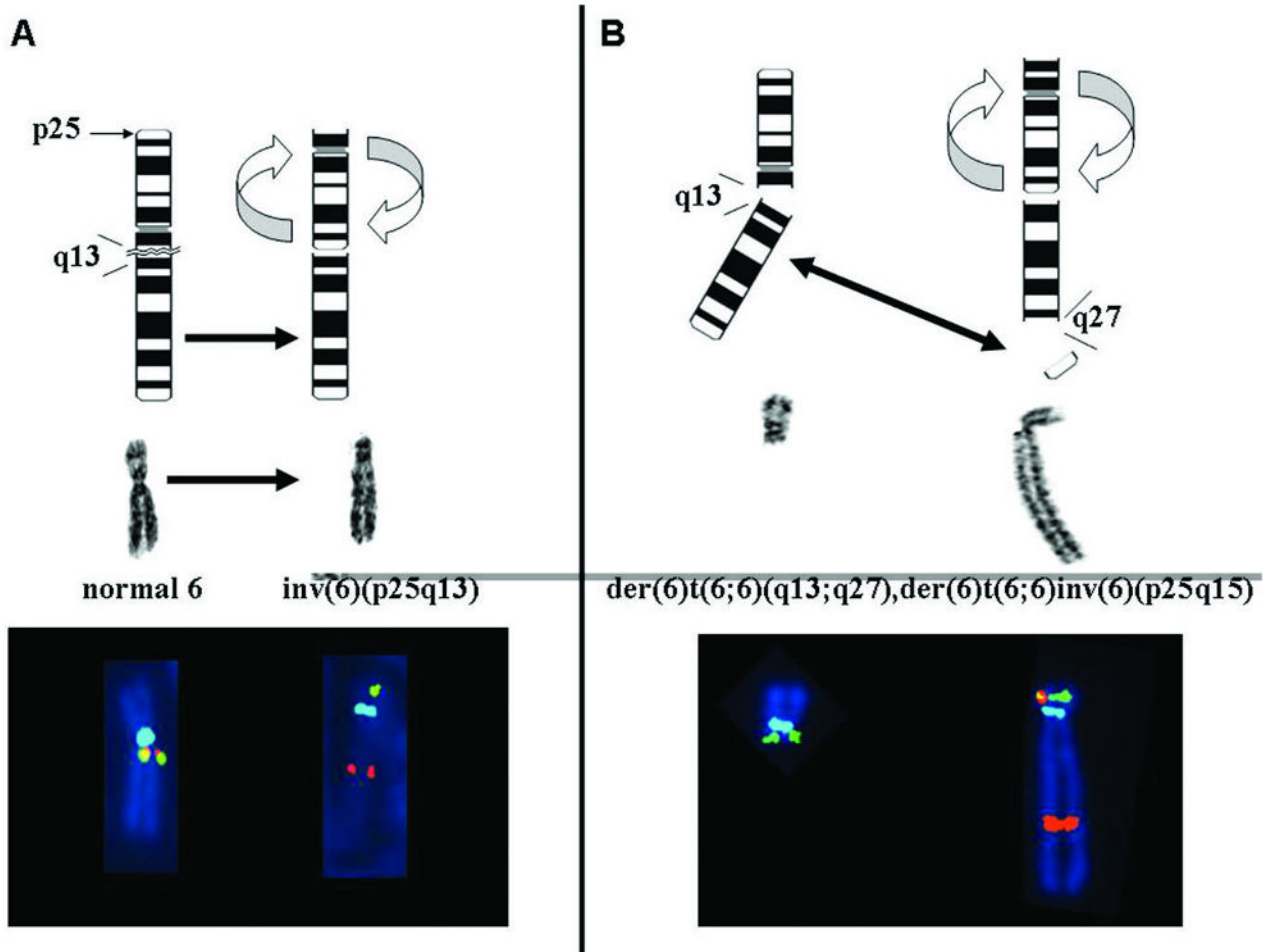 A
p25
q13
normal 6
inv(6)(p25q13)
B
q13
q27
der(6)t(6;6)(q13;q27),der(6)t(6;6)inv(6)(p25q15)